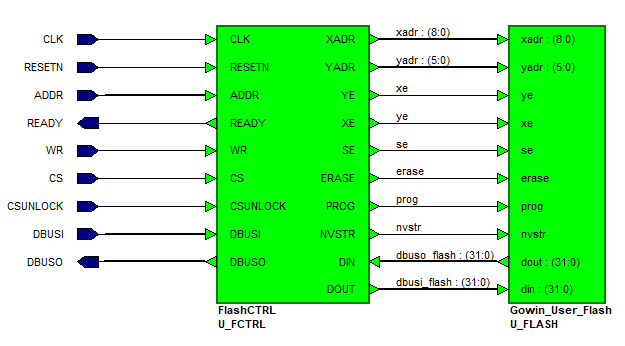 CLK CLK XADR xadr : (8:0) xadr : (8:0)
RESETN RESETN YADR yadr : (5:0) yadr : (5:0)
ADDR ADDR YE xe ye
READY READY XE ye xe
WR WR SE se se
CS CS ERASE erase erase
CSUNLOCK CSUNLOCK PROG prog prog
DBUSI DBUSI NVSTR nvstr nvstr
DBUSO DBUSO DIN dbuso_flash : (31:0) dout : (31:0)
DOUT dbusi_flash : (31:0) din : (31:0)
FlashCTRL Gowin_User_Flash
U_FCTRL U_FLASH